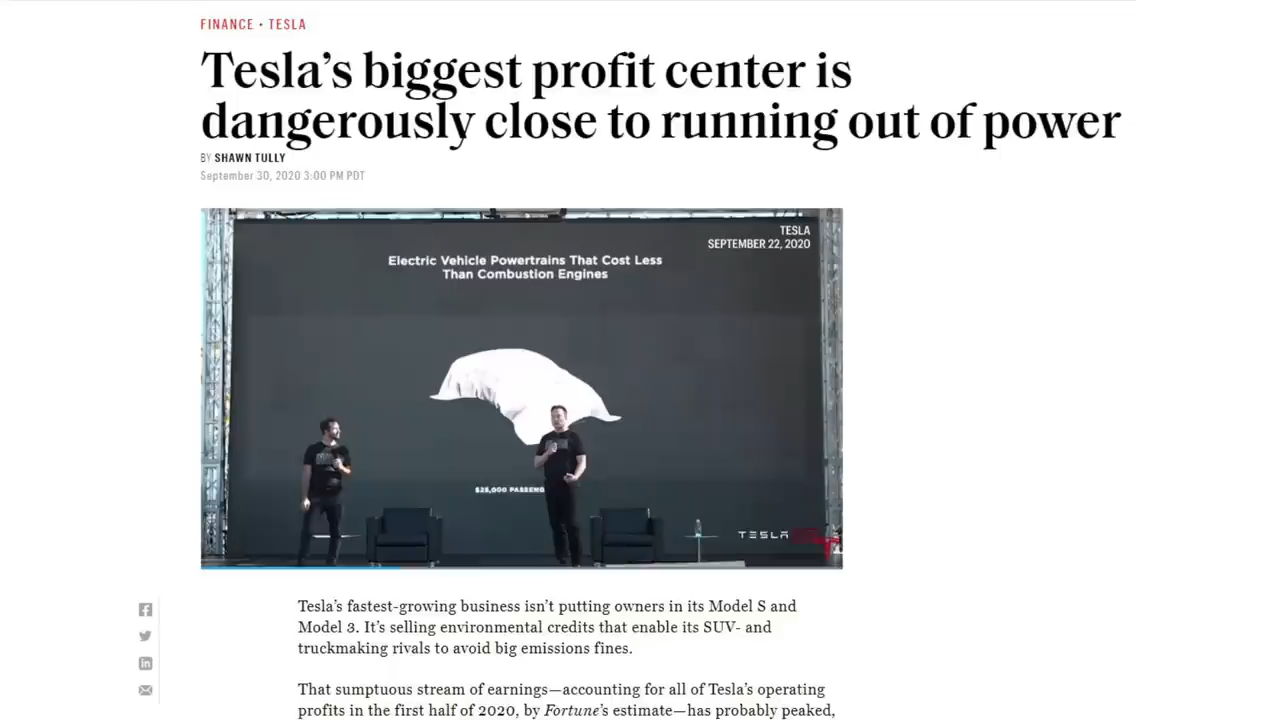 FINANCE • TESLA
Tesla's biggest profit center is
dangerously close to running out of power
BY SHAWN TULLY
September 30, 2020 3:00 PM PDT
TESLA
SEPTEMBER 22, 2020
Electric Vehicle Powertrains That Cost Less
Than Combustion Engines
$25,000 PASSENG
TESLA
Tesla's fastest-growing business isn't putting owners in its Model S and
Model 3. It's selling environmental credits that enable its SUV- and
truckmaking rivals to avoid big emissions fines.
That sumptuous stream of earnings—accounting for all of Tesla's operating
profits in the first half of 2020, by Fortune's estimate—has probably peaked,